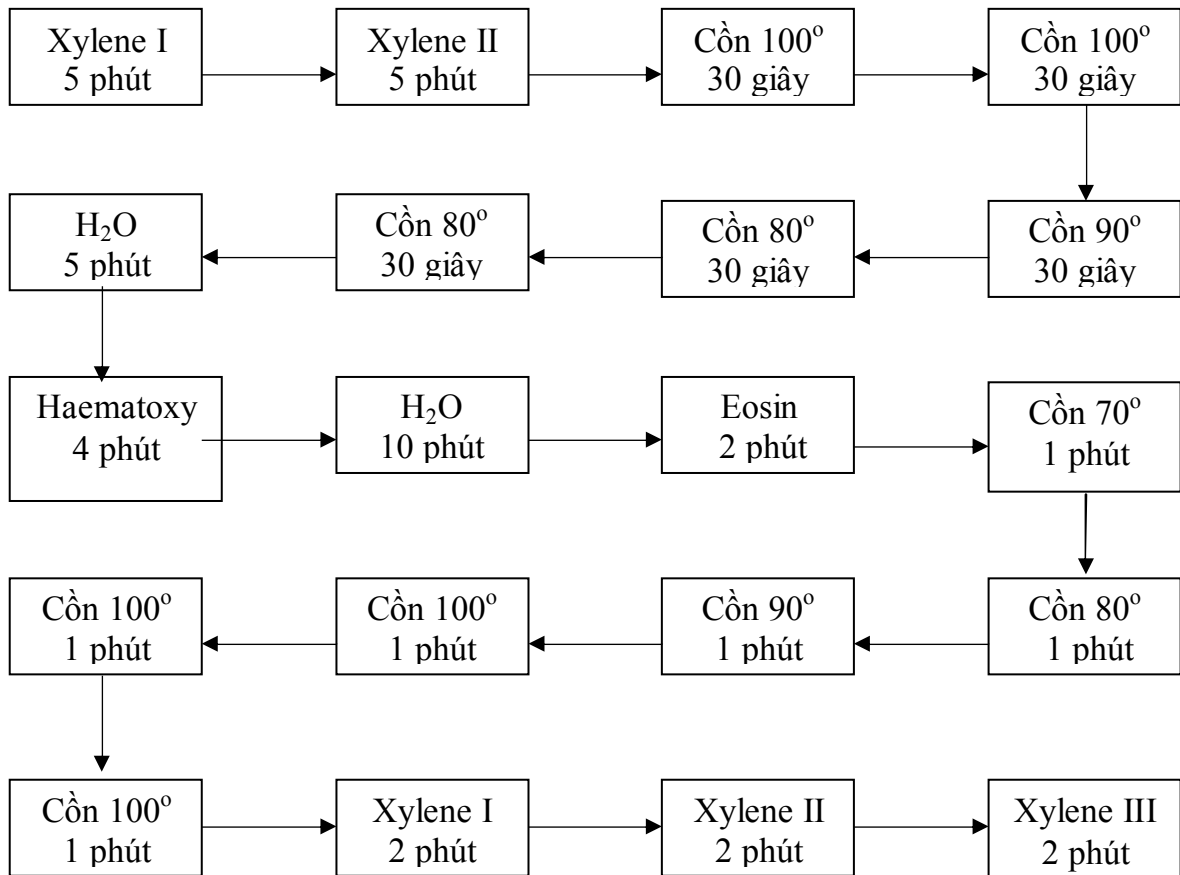 Xylene I
5 phút
Xylene II
5 phút
Cồn 100º
30 giây
Cồn 100º
30 giây
H₂O
5 phút
Cồn 80º
30 giây
Cồn 80º
30 giây
Cồn 90º
30 giây
Haematoxy
4 phút
H₂O
10 phút
Eosin
2 phút
Cồn 70º
1 phút
Cồn 100º
1 phút
Cồn 100º
1 phút
Cồn 90º
1 phút
Cồn 80º
1 phút
Cồn 100º
1 phút
Xylene I
2 phút
Xylene II
2 phút
Xylene III
2 phút